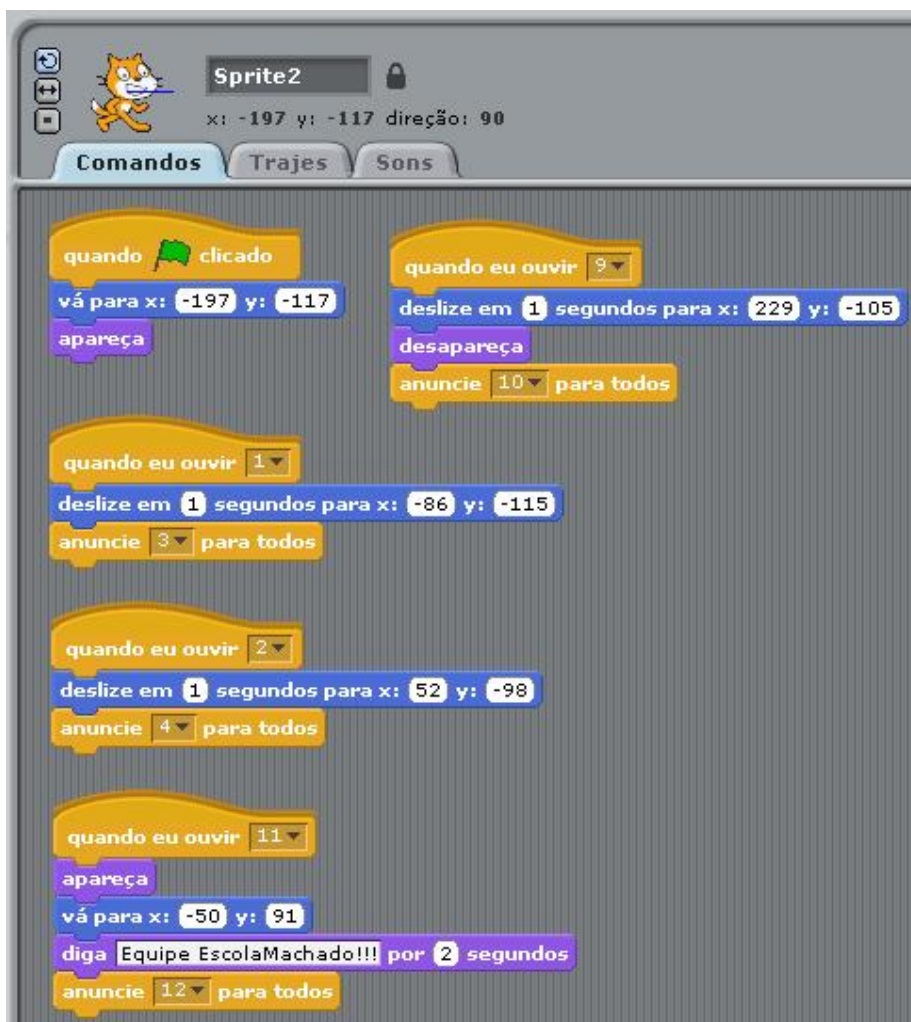 Sprite2
x: -197 y: -117 direção: 90
Comandos Trajes Sons
quando clicado
vá para x: -197 y: -117
apareça
quando eu ouvir 9
deslize em 1 segundos para x: 229 y: -105
desapareça
anuncie 10 para todos
quando eu ouvir 1
deslize em 1 segundos para x: -86 y: -115
anuncie 3 para todos
quando eu ouvir 2
deslize em 1 segundos para x: 52 y: -98
anuncie 4 para todos
quando eu ouvir 11
apareça
vá para x: -50 y: 91
diga Equipe EscolaMachado!!! por 2 segundos
anuncie 12 para todos